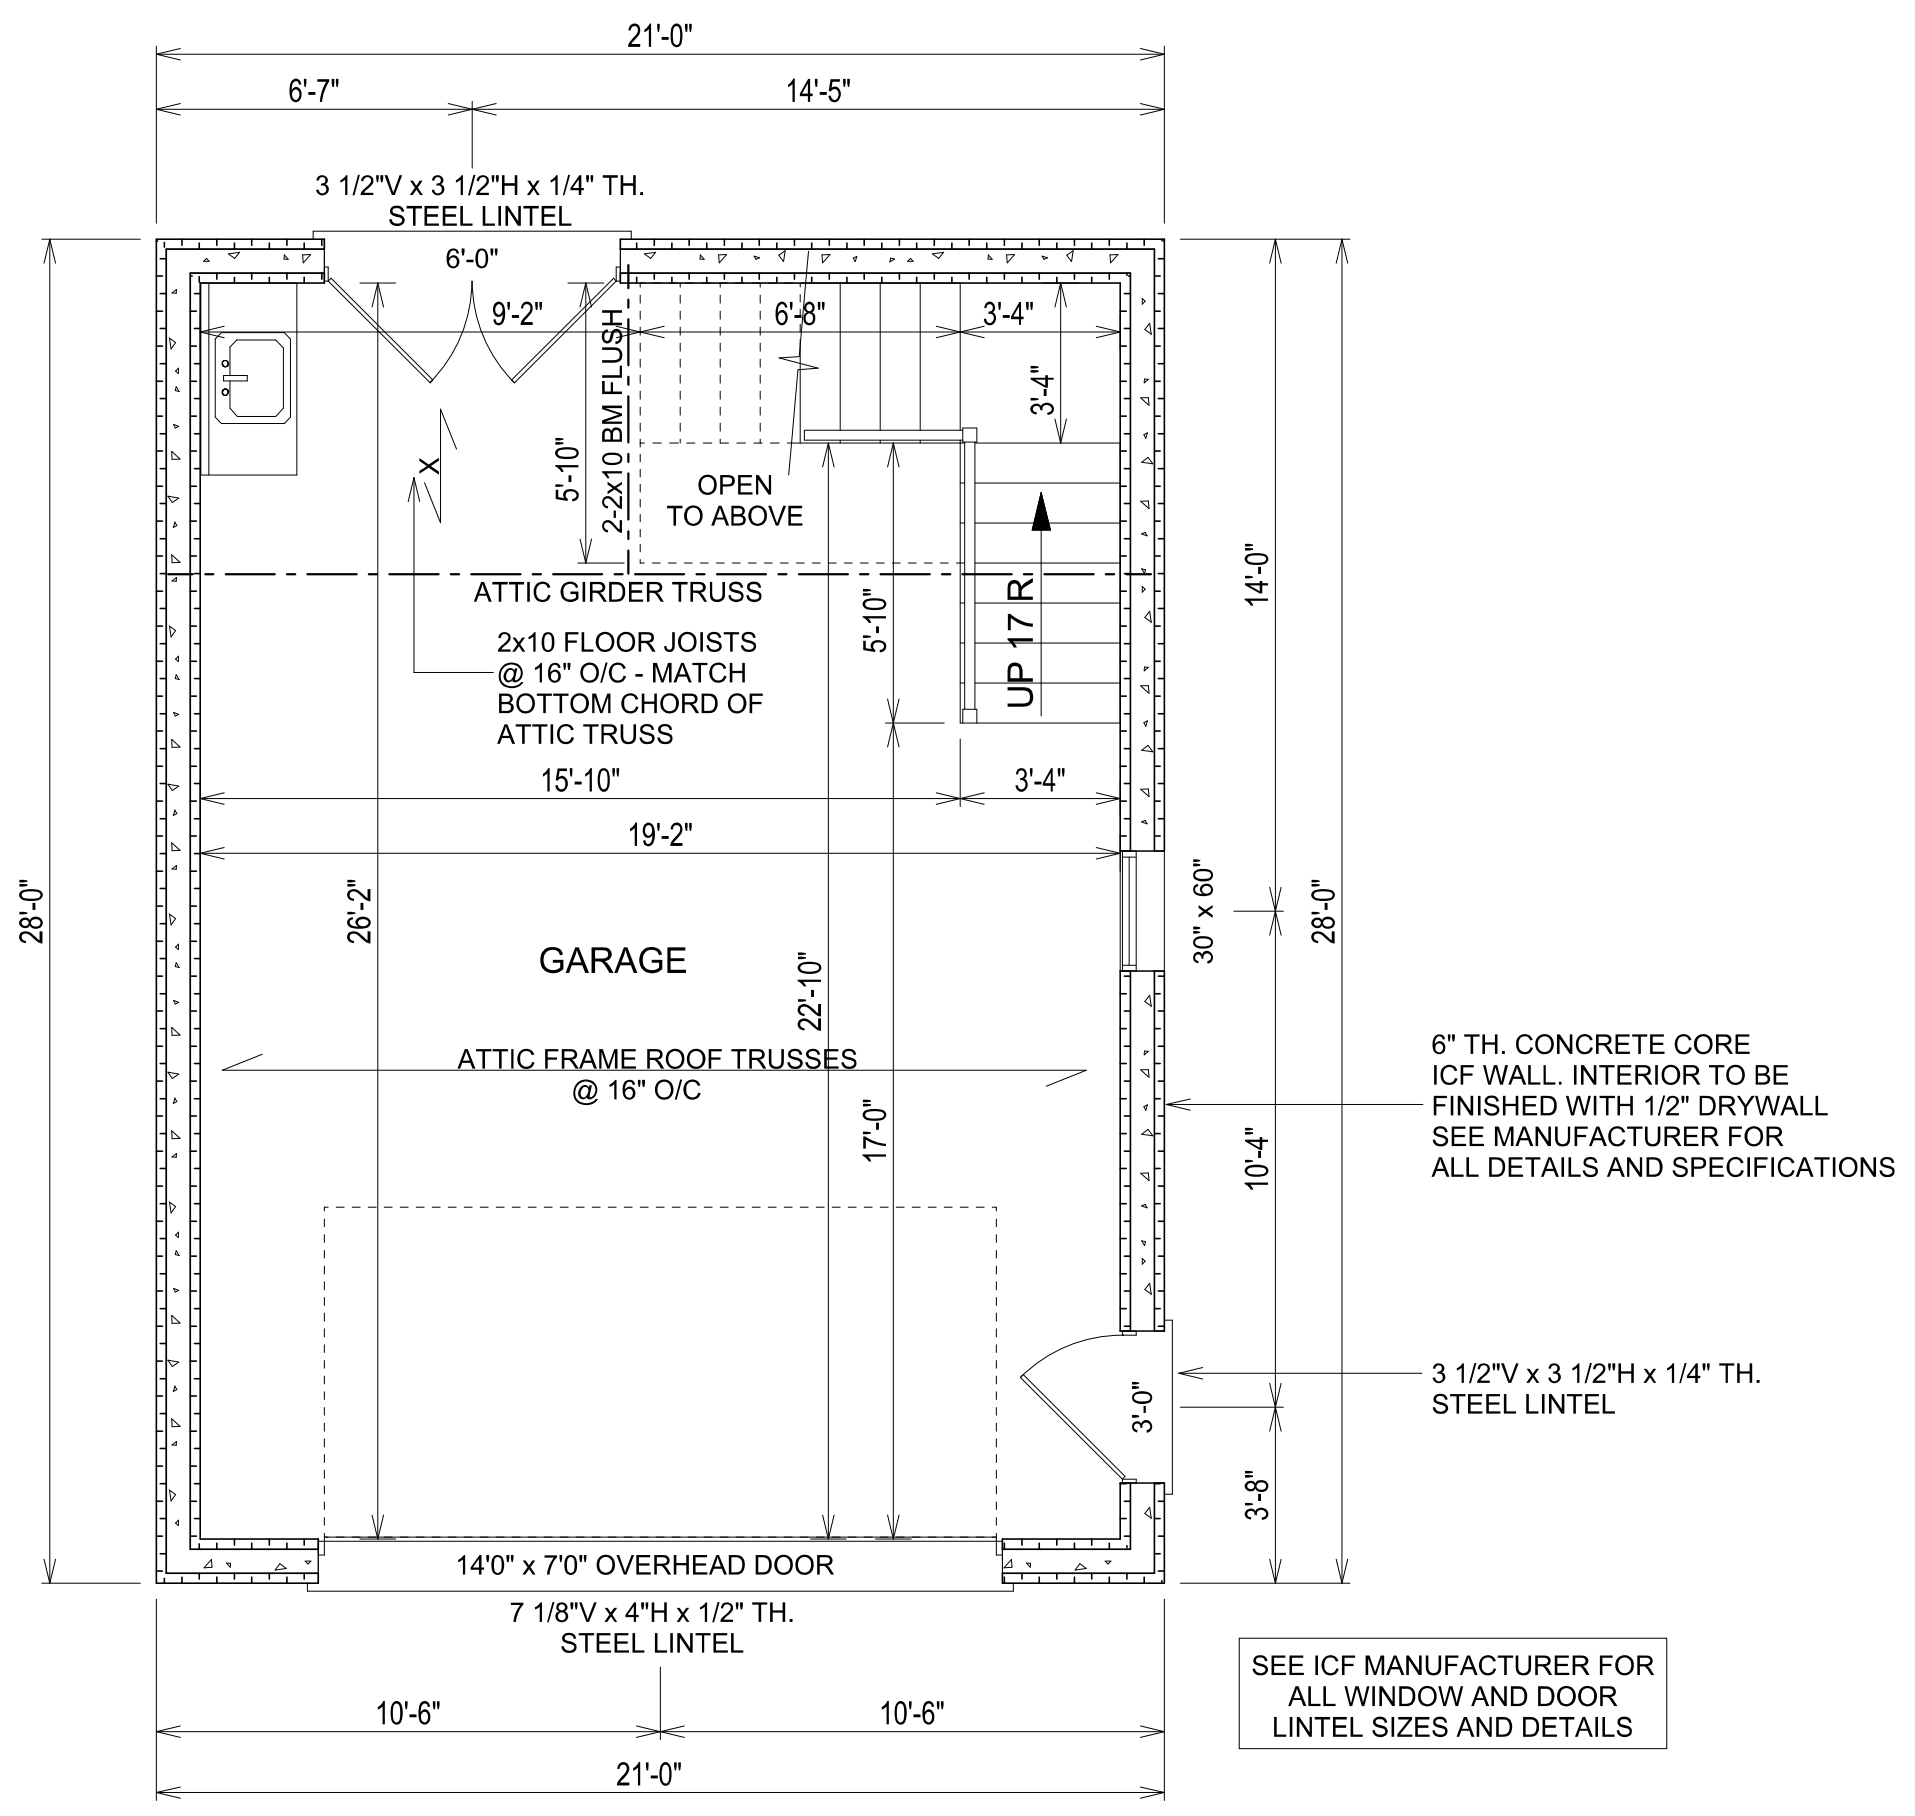 21'-0"
6'-7"
14'-5"
3 1/2"V x 3 1/2"H x 1/4" TH.
STEEL LINTEL
6'-0"
9'-2"
6'-8"
3'-4"
3'-4"
2-2x10 BM FLUSH
5'-10"
X
OPEN
TO ABOVE
ATTIC GIRDER TRUSS
2x10 FLOOR JOISTS
@ 16" O/C - MATCH
BOTTOM CHORD OF
ATTIC TRUSS
5'-10"
UP 17 R
14'-0"
15'-10"
3'-4"
19'-2"
28'-0"
26'-2"
GARAGE
22'-10"
30" x 60"
28'-0"
ATTIC FRAME ROOF TRUSSES
@ 16" O/C
17'-0"
10'-4"
6" TH. CONCRETE CORE
ICF WALL. INTERIOR TO BE
FINISHED WITH 1/2" DRYWALL
SEE MANUFACTURER FOR
ALL DETAILS AND SPECIFICATIONS
3'-0"
3 1/2"V x 3 1/2"H x 1/4" TH.
STEEL LINTEL
3'-8"
14'0" x 7'0" OVERHEAD DOOR
7 1/8"V x 4"H x 1/2" TH.
STEEL LINTEL
SEE ICF MANUFACTURER FOR
ALL WINDOW AND DOOR
LINTEL SIZES AND DETAILS
10'-6"
10'-6"
21'-0"